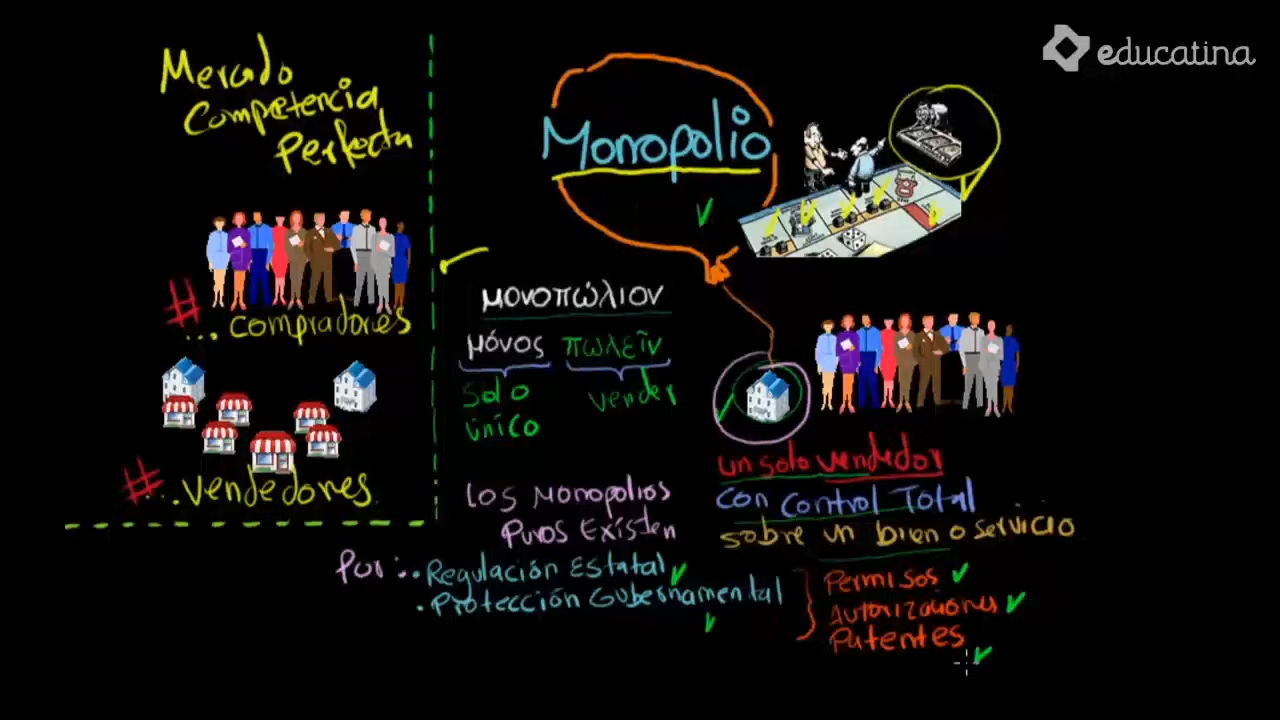 educatina
Mercado
Competencia
Perfecta
#
... compradores
#
... vendedores
Monopolio
μονοπώλιον
μόνος πωλεῖν
solo vender
único
un solo vendedor
con control Total
sobre un bien o servicio
Los Monopolios
Puros Existen
Por :
. Regulación Estatal
. Protección Gubernamental
Permisos
Autorizaciones
Patentes